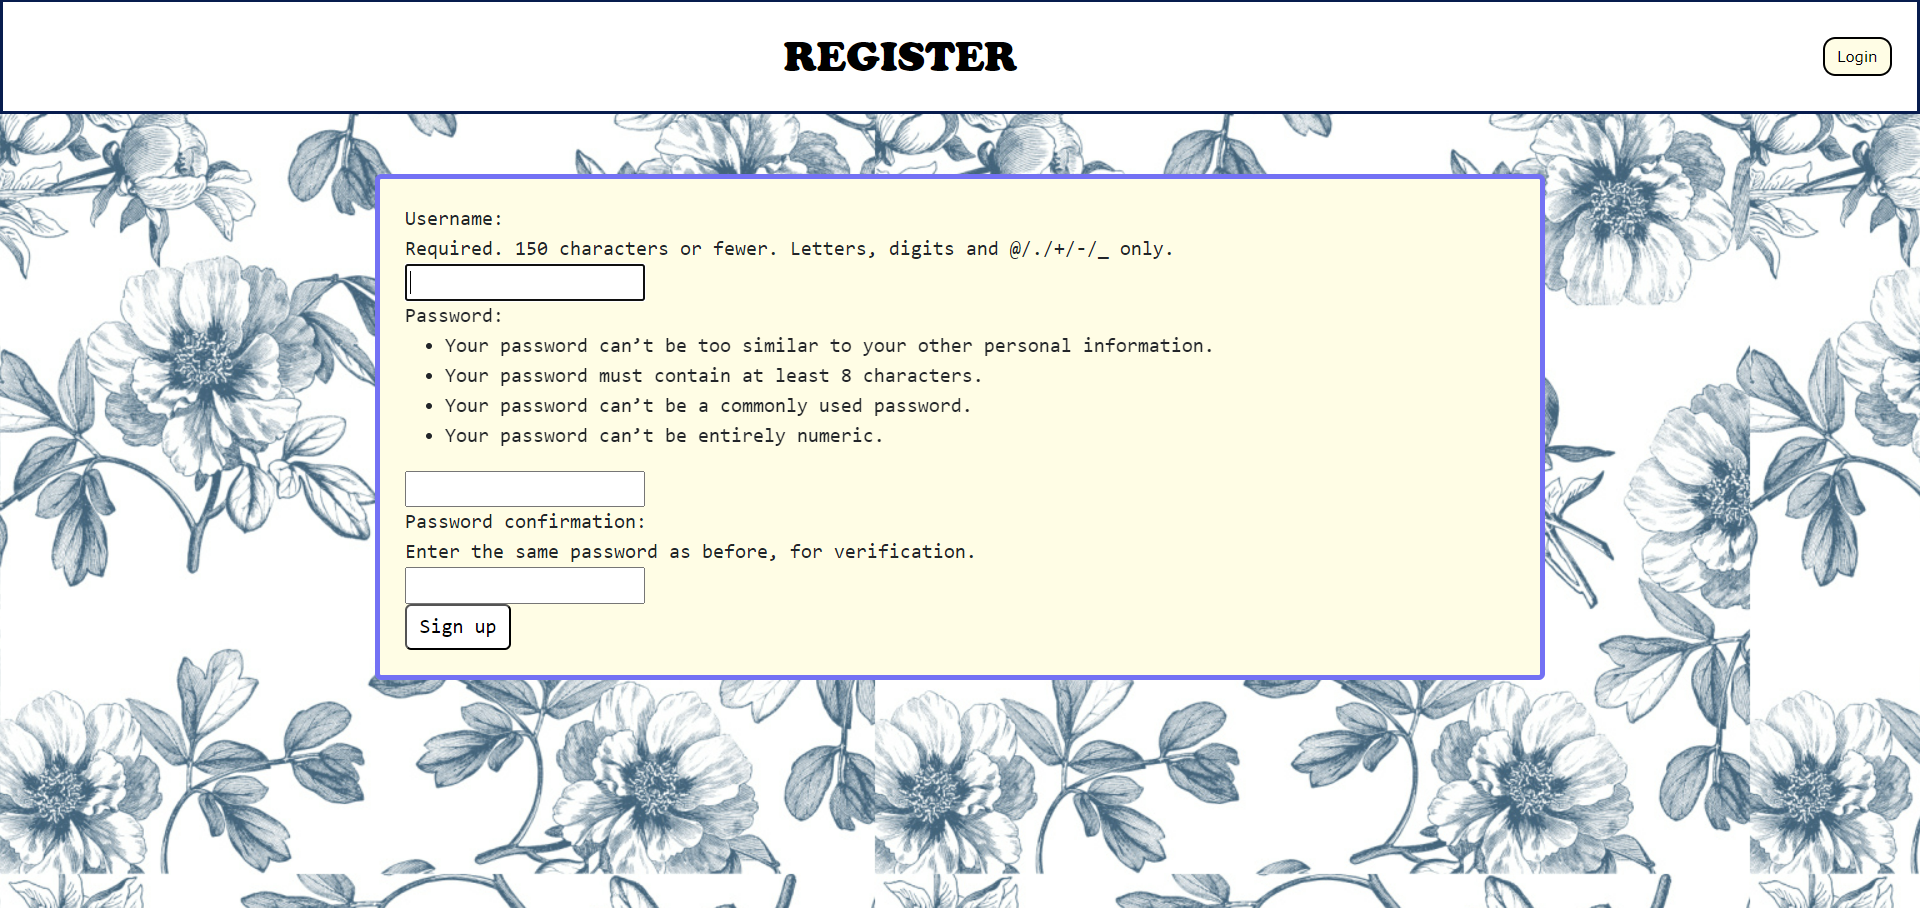 REGISTER
Login
Username:
Required. 150 characters or fewer. Letters, digits and @/./+/-/_ only.
Password:
• Your password can’t be too similar to your other personal information.
• Your password must contain at least 8 characters.
• Your password can’t be a commonly used password.
• Your password can’t be entirely numeric.
Password confirmation:
Enter the same password as before, for verification.
Sign up